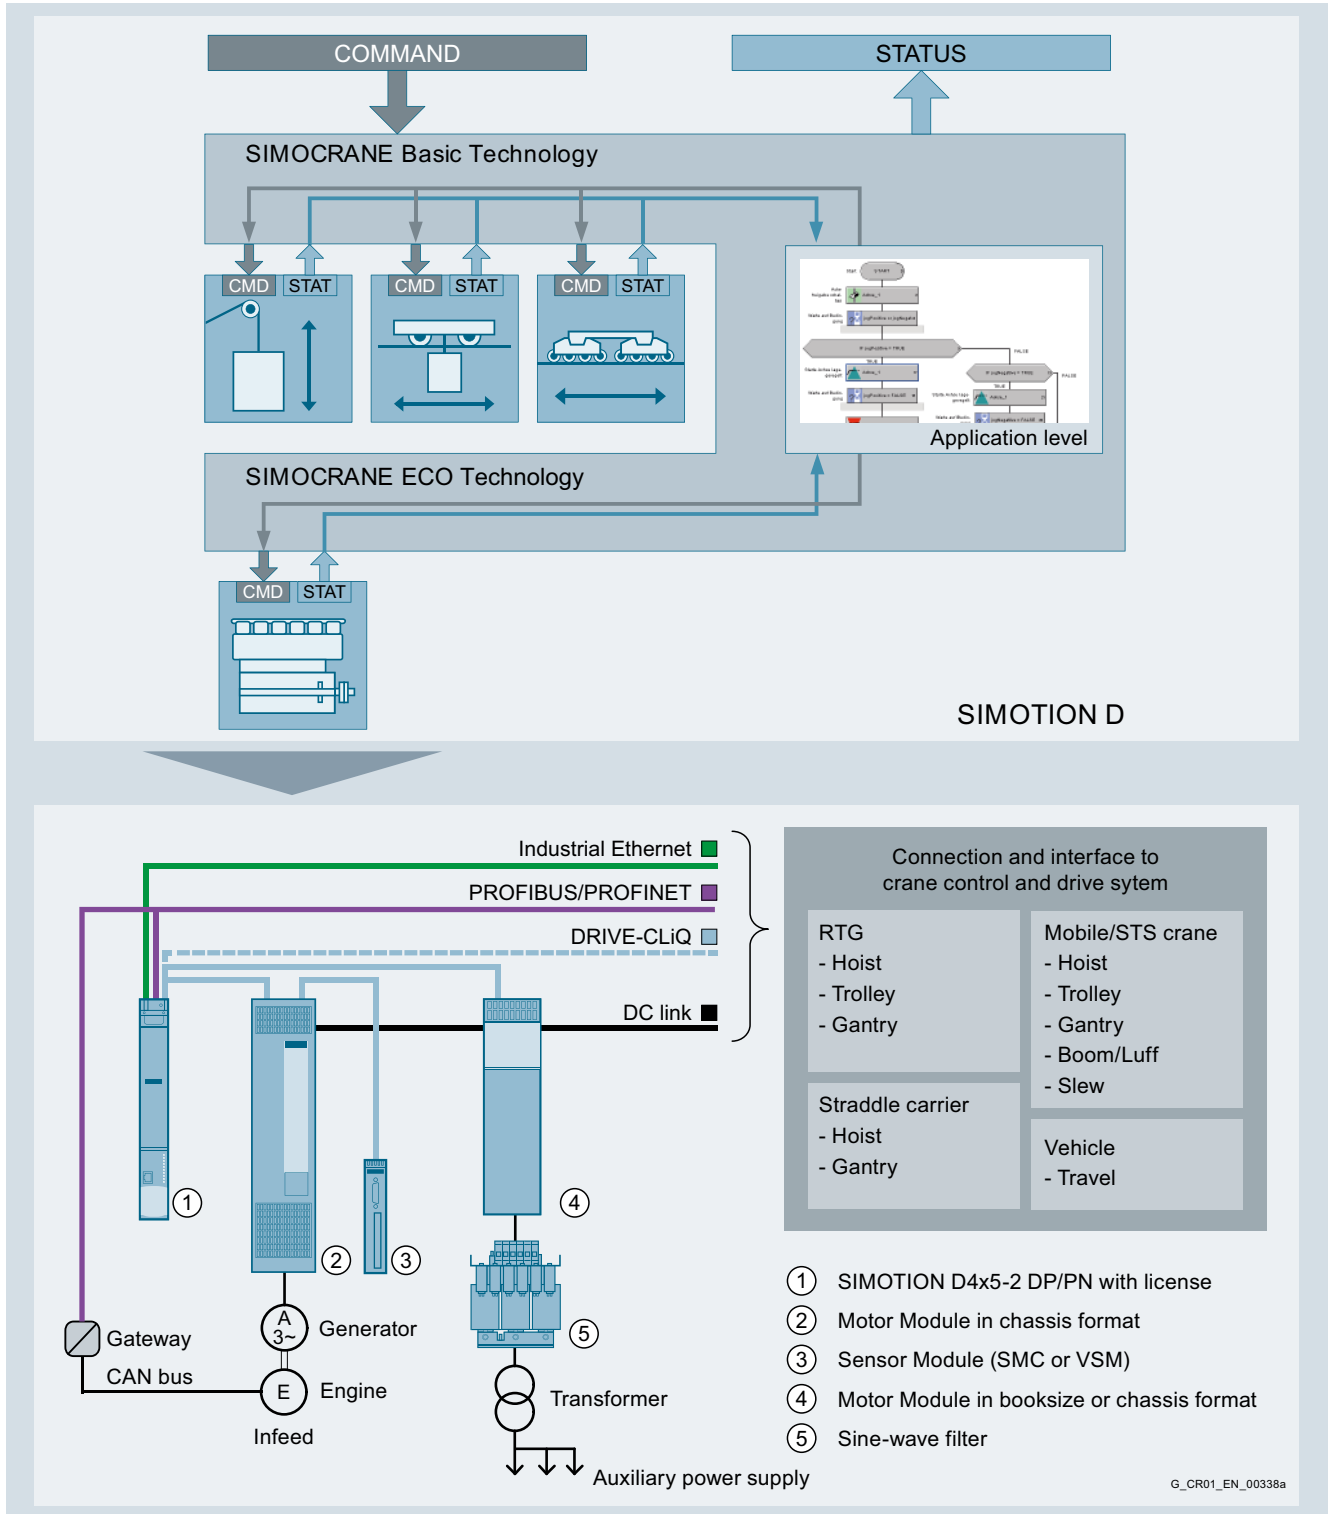 COMMAND
STATUS
SIMOCRANE Basic Technology
CMD
STAT
CMD
STAT
CMD
STAT
START
TRUE
FALSE
TRUE
FALSE
Application level
SIMOCRANE ECO Technology
CMD
STAT
SIMOTION D
Industrial Ethernet
PROFIBUS/PROFINET
DRIVE-CLiQ
DC link
Connection and interface to
crane control and drive sytem
RTG
- Hoist
- Trolley
- Gantry
Mobile/STS crane
- Hoist
- Trolley
- Gantry
- Boom/Luff
- Slew
Straddle carrier
- Hoist
- Gantry
Vehicle
- Travel
1
2
3
4
5
A
3~
Generator
Gateway
CAN bus
E
Engine
Infeed
Transformer
Auxiliary power supply
1 SIMOTION D4x5-2 DP/PN with license
2 Motor Module in chassis format
3 Sensor Module (SMC or VSM)
4 Motor Module in booksize or chassis format
5 Sine-wave filter
G_CR01_EN_00338a